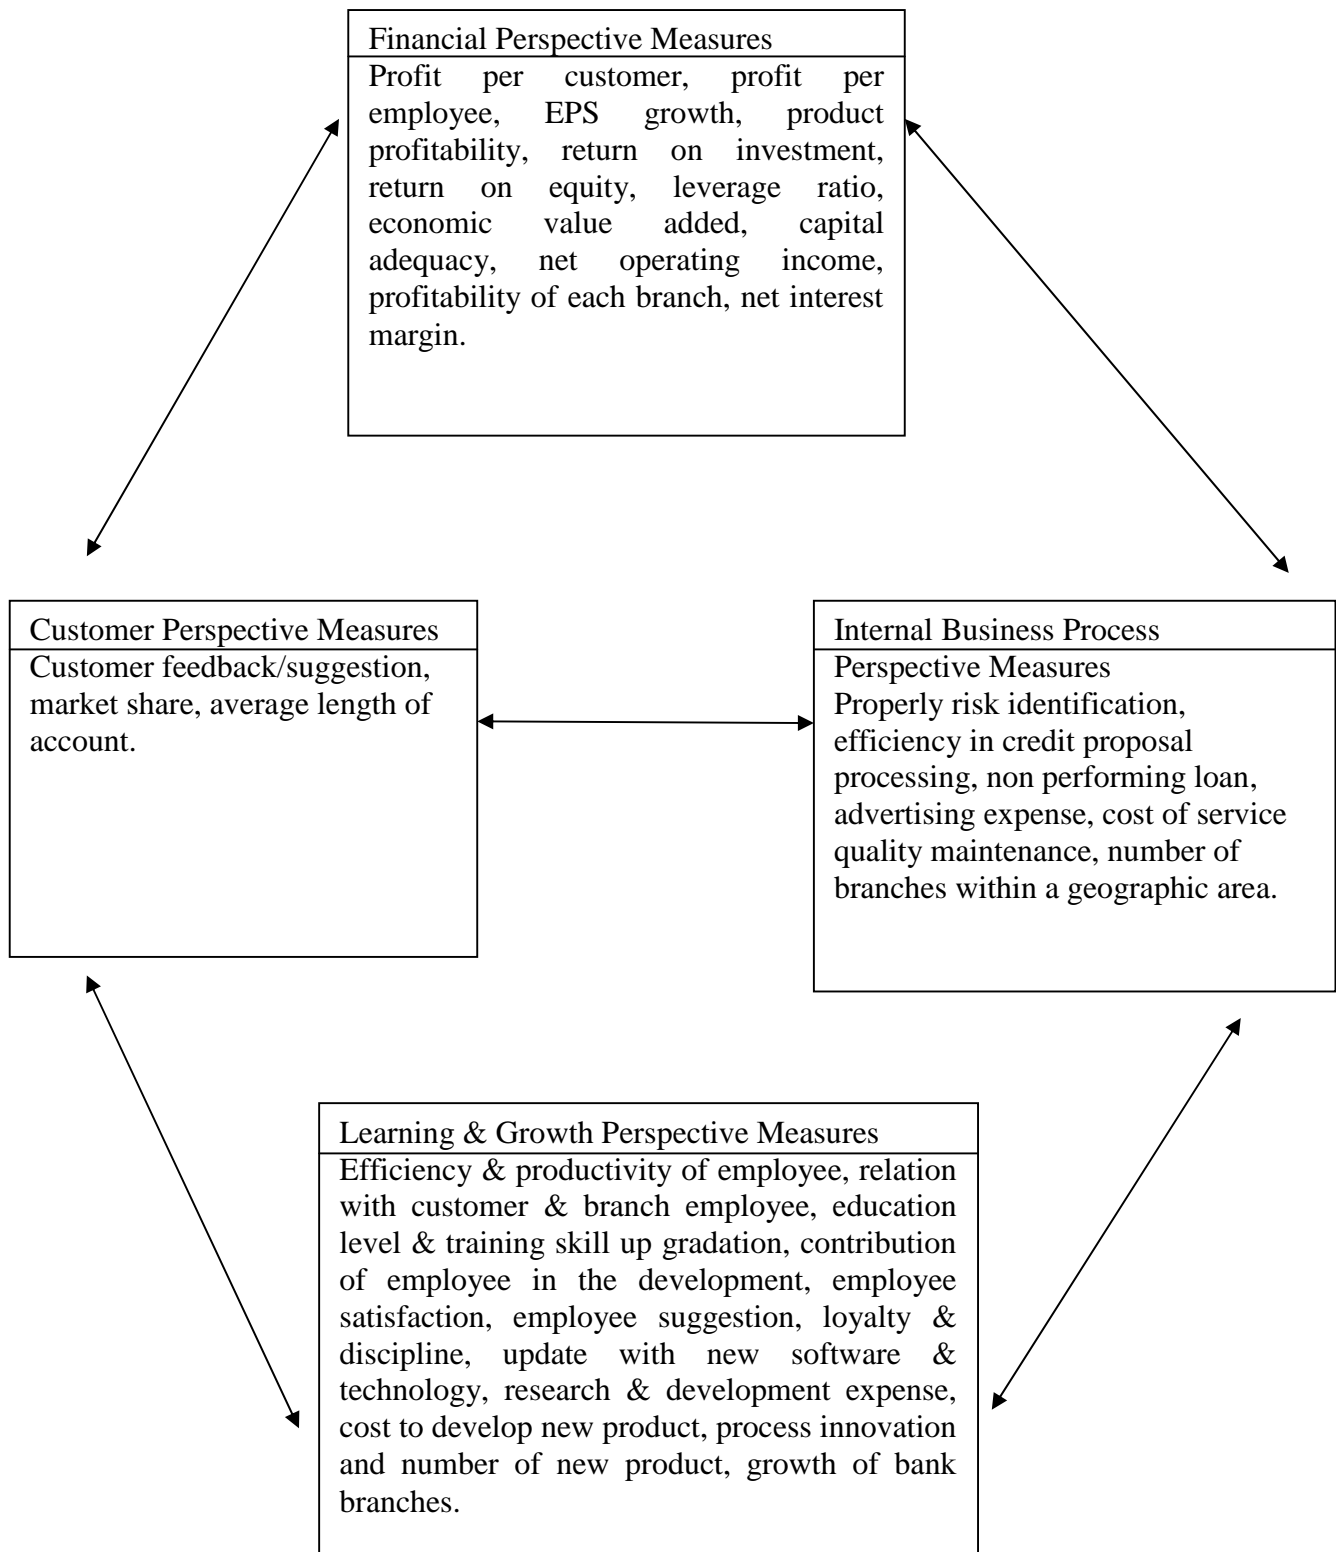 Financial Perspective Measures
Profit per customer, profit per
employee, EPS growth, product
profitability, return on investment,
return on equity, leverage ratio,
economic value added, capital
adequacy, net operating income,
profitability of each branch, net interest
margin.
Customer Perspective Measures
Customer feedback/suggestion,
market share, average length of
account.
Internal Business Process
Perspective Measures
Properly risk identification,
efficiency in credit proposal
processing, non performing loan,
advertising expense, cost of service
quality maintenance, number of
branches within a geographic area.
Learning & Growth Perspective Measures
Efficiency & productivity of employee, relation
with customer & branch employee, education
level & training skill up gradation, contribution
of employee in the development, employee
satisfaction, employee suggestion, loyalty &
discipline, update with new software &
technology, research & development expense,
cost to develop new product, process innovation
and number of new product, growth of bank
branches.